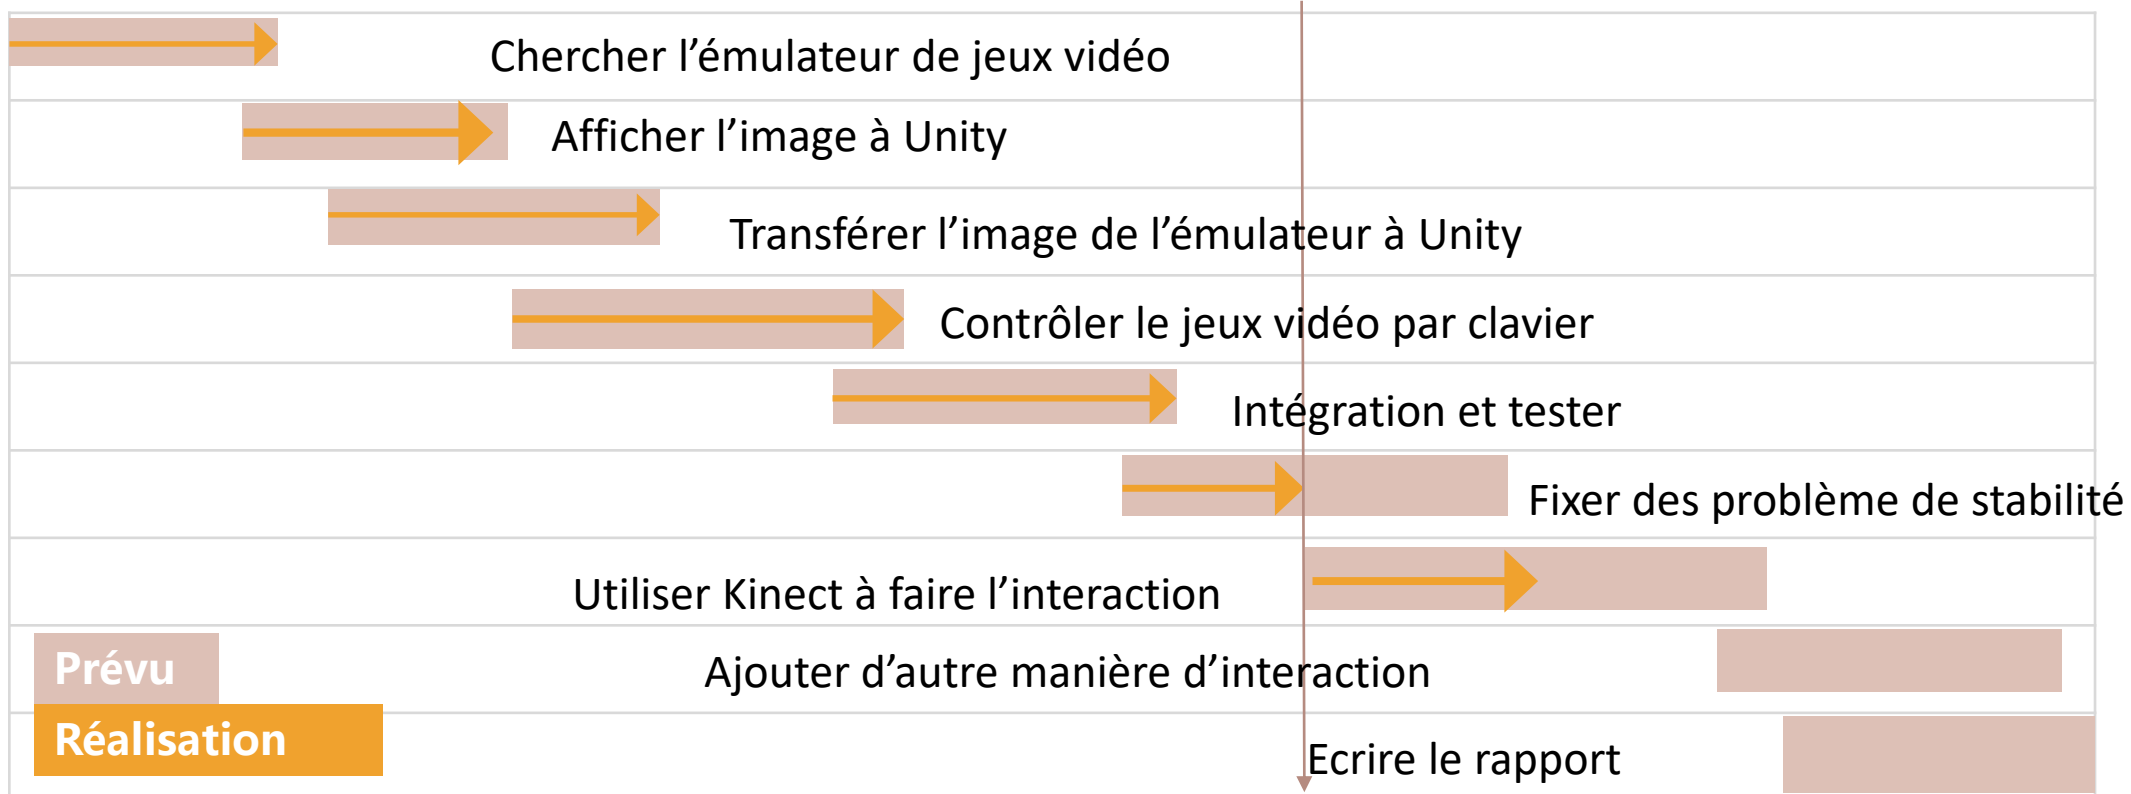 Chercher l’émulateur de jeux vidéo
Afficher l’image à Unity
Transférer l’image de l’émulateur à Unity
Contrôler le jeux vidéo par clavier
Intégration et tester
Fixer des problème de stabilité
Utiliser Kinect à faire l’interaction
Prévu
Ajouter d’autre manière d’interaction
Réalisation
Ecrire le rapport